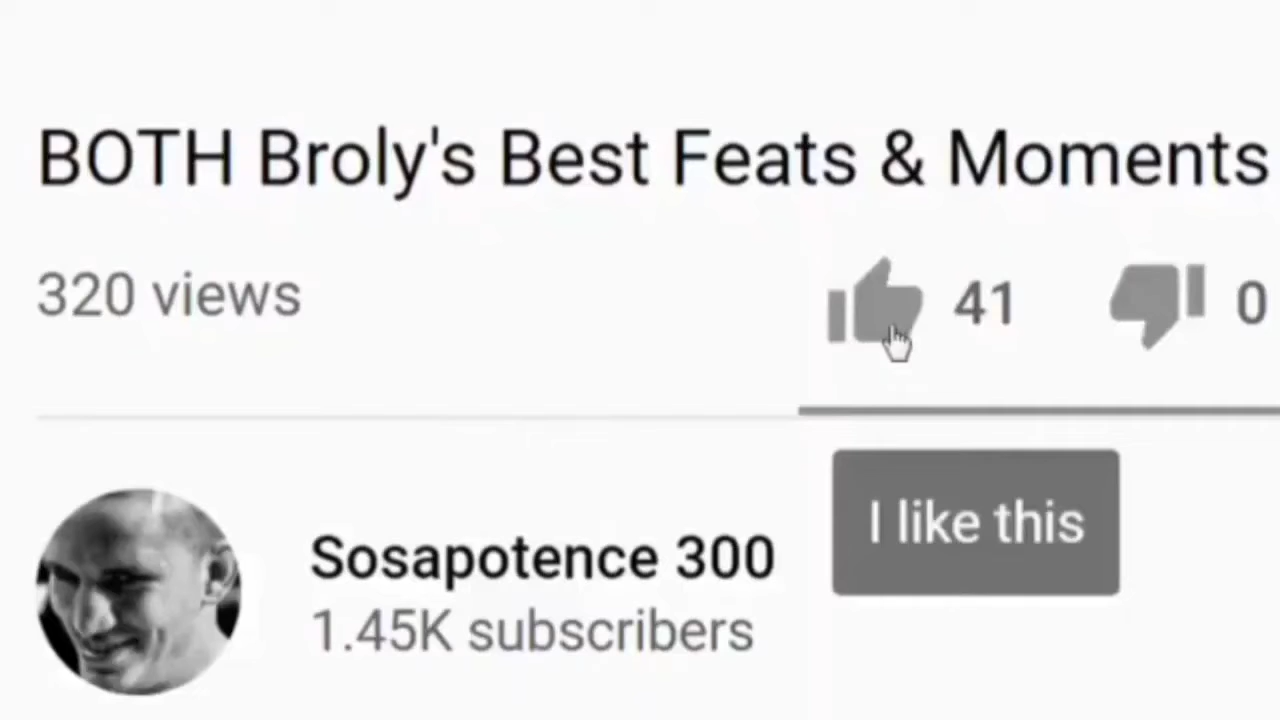 BOTH Broly's Best Feats & Moments
320 views
41
0
I like this
Sosapotence 300
1.45K subscribers